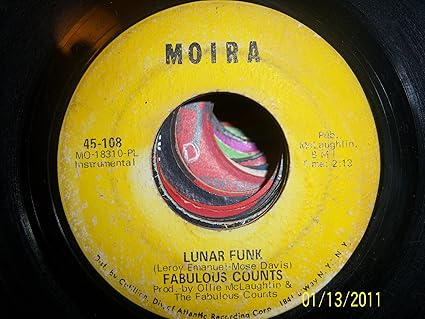 MOIRA
45-108
MO-18310-PL
Instrumental
Pub.
McLaughlin,
BMI
Time: 2:13
LUNAR FUNK
(Leroy Emanuel-Mose Davis)
FABULOUS COUNTS
Prod. by Ollie McLaughlin &
The Fabulous Counts
Dist. by Cotillion, Div. of Atlantic Recording Corp. 1841 B'way N.Y., N.Y.
01/13/2011